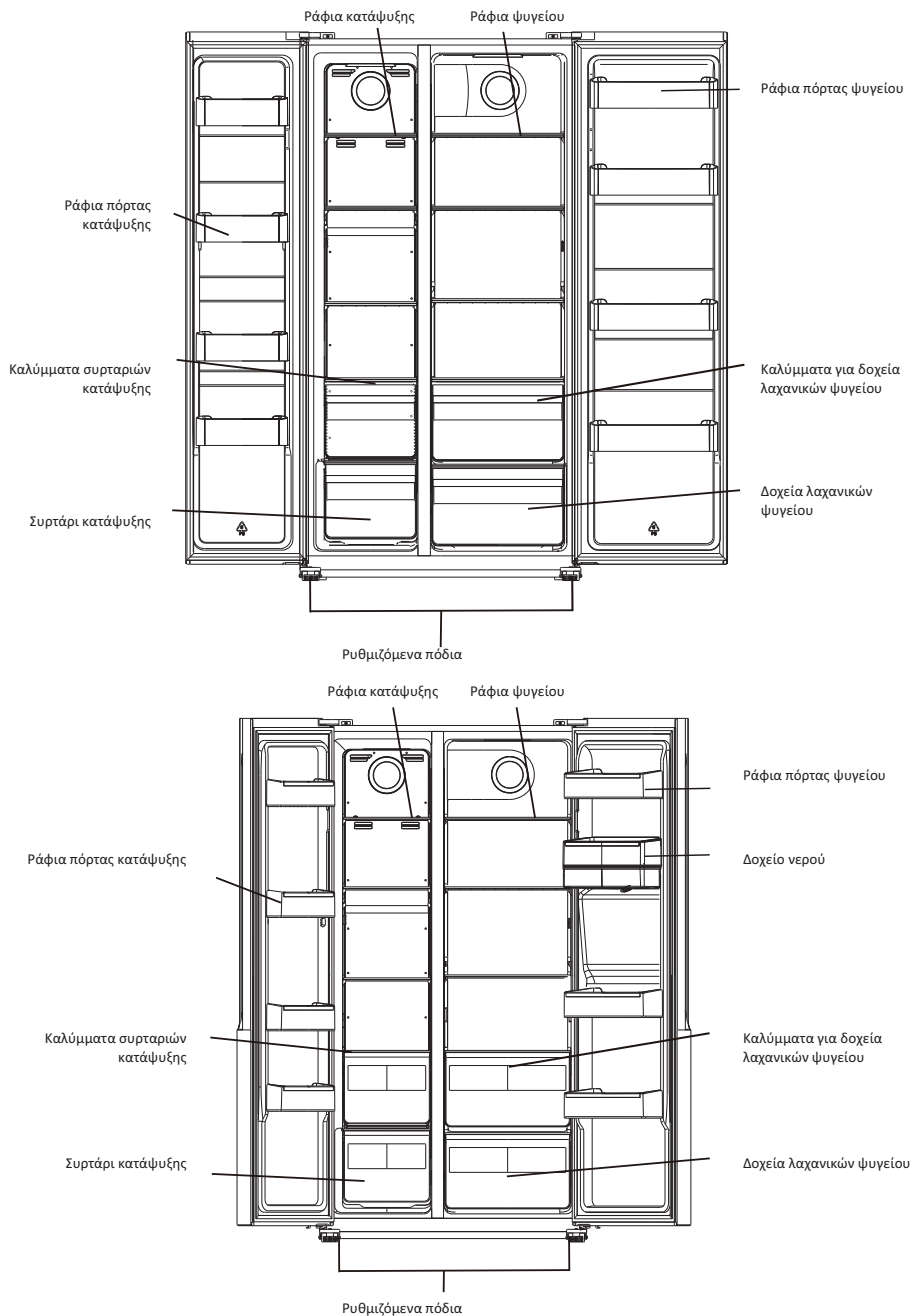 Ράφια κατάψυξης
Ράφια ψυγείου
Ράφια πόρτας ψυγείου
Ράφια πόρτας
κατάψυξης
Καλύμματα συρταριών
κατάψυξης
Καλύμματα για δοχεία
λαχανικών ψυγείου
Συρτάρι κατάψυξης
Δοχεία λαχανικών
ψυγείου
Ρυθμιζόμενα πόδια
Ράφια κατάψυξης
Ράφια ψυγείου
Ράφια πόρτας ψυγείου
Ράφια πόρτας κατάψυξης
Δοχείο νερού
Καλύμματα συρταριών
κατάψυξης
Καλύμματα για δοχεία
λαχανικών ψυγείου
Συρτάρι κατάψυξης
Δοχεία λαχανικών ψυγείου
Ρυθμιζόμενα πόδια